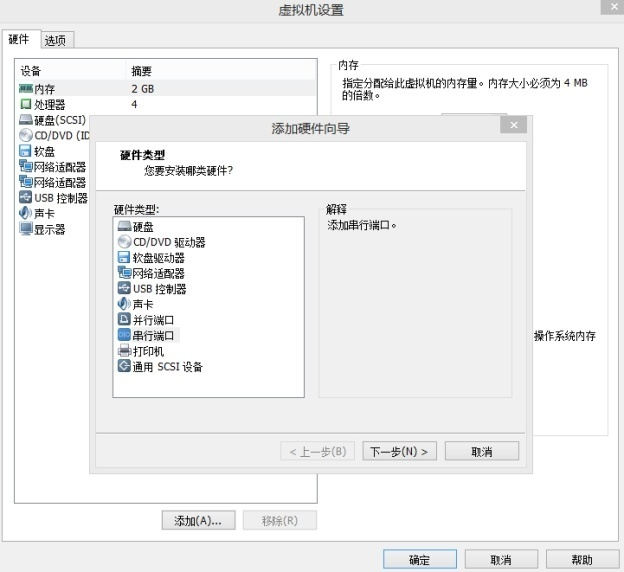 虚拟机设置
硬件 选项
设备 摘要
内存 2 GB
处理器 4
硬盘(SCSI)
CD/DVD (ID
软盘
网络适配器
网络适配器
USB 控制器
声卡
显示器
内存
指定分配给此虚拟机的内存量。内存大小必须为 4 MB
的倍数。
添加硬件向导
硬件类型
您要安装哪类硬件?
硬件类型:
硬盘
CD/DVD 驱动器
软盘驱动器
网络适配器
USB 控制器
声卡
并行端口
串行端口
打印机
通用 SCSI 设备
解释
添加串行端口。
操作系统内存
< 上一步(B) 下一步(N) > 取消
添加(A)... 移除(R)
确定 取消 帮助